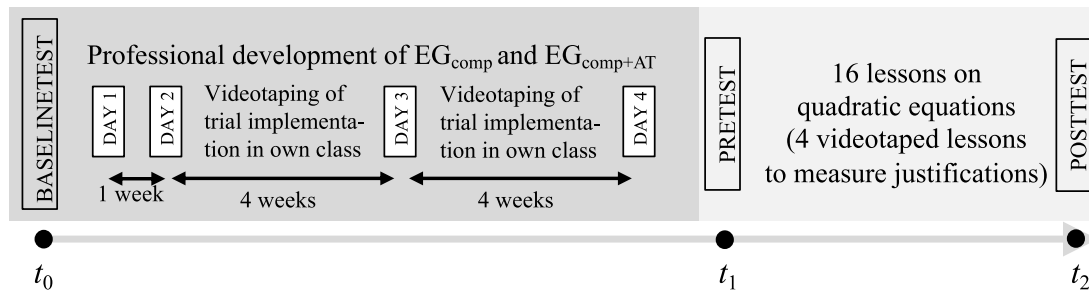 BASELINETEST
Professional development of EGcomp and EGcomp+AT
DAY 1
DAY 2
Videotaping of
trial implementa-
tion in own class
DAY 3
Videotaping of
trial implementa-
tion in own class
DAY 4
1 week
4 weeks
4 weeks
PRETEST
16 lessons on
quadratic equations
(4 videotaped lessons
to measure justifications)
POSTTEST
t0
t1
t2